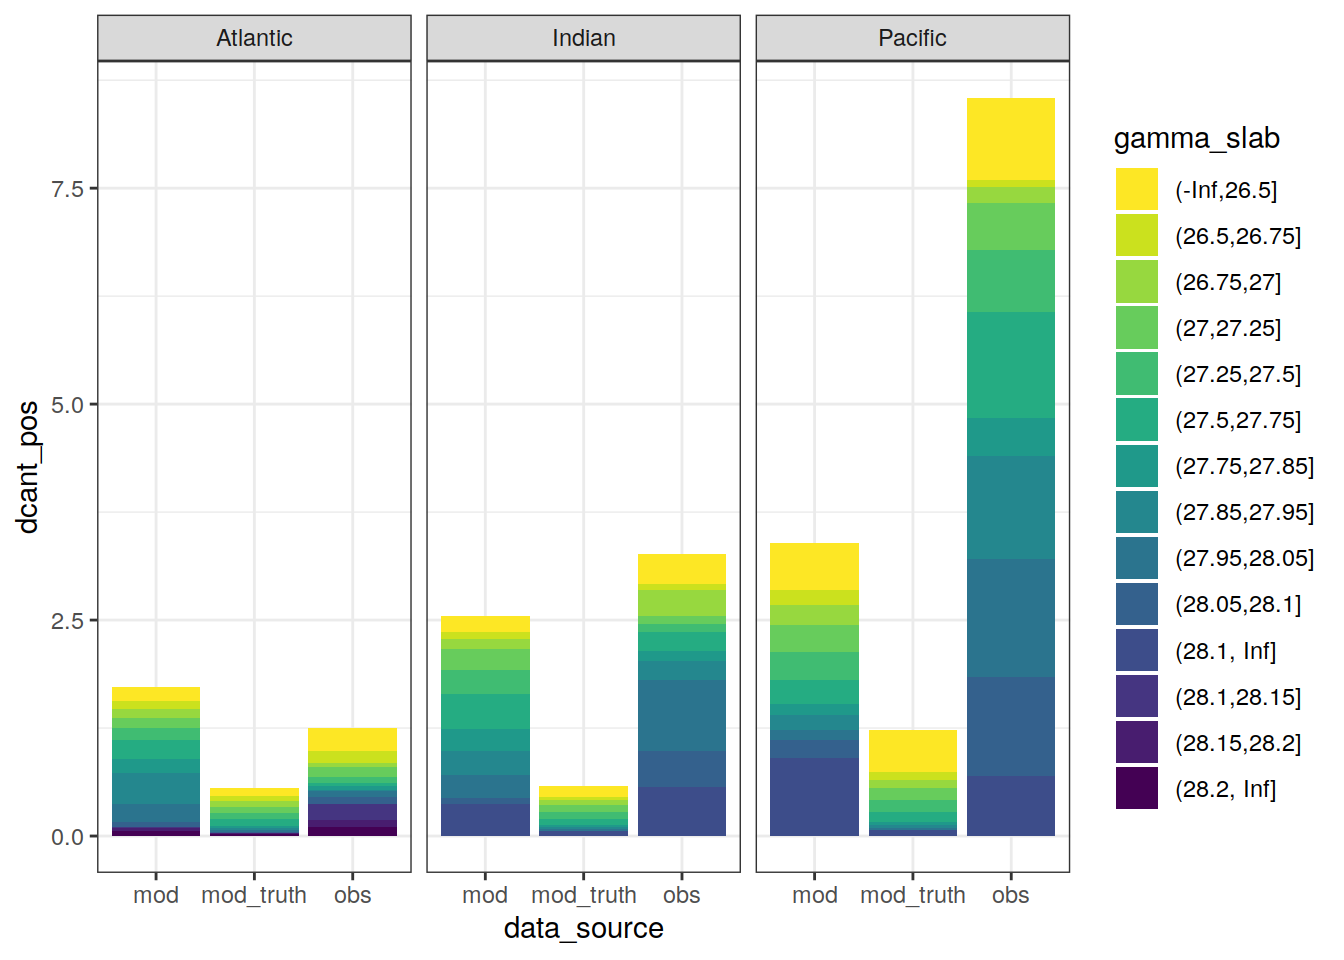 Atlantic Indian Pacific
dcant_pos
7.5
5.0
2.5
0.0
mod mod_truth obs mod mod_truth obs mod mod_truth obs
data_source
gamma_slab
(-Inf,26.5]
(26.5,26.75]
(26.75,27]
(27,27.25]
(27.25,27.5]
(27.5,27.75]
(27.75,27.85]
(27.85,27.95]
(27.95,28.05]
(28.05,28.1]
(28.1, Inf]
(28.1,28.15]
(28.15,28.2]
(28.2, Inf]